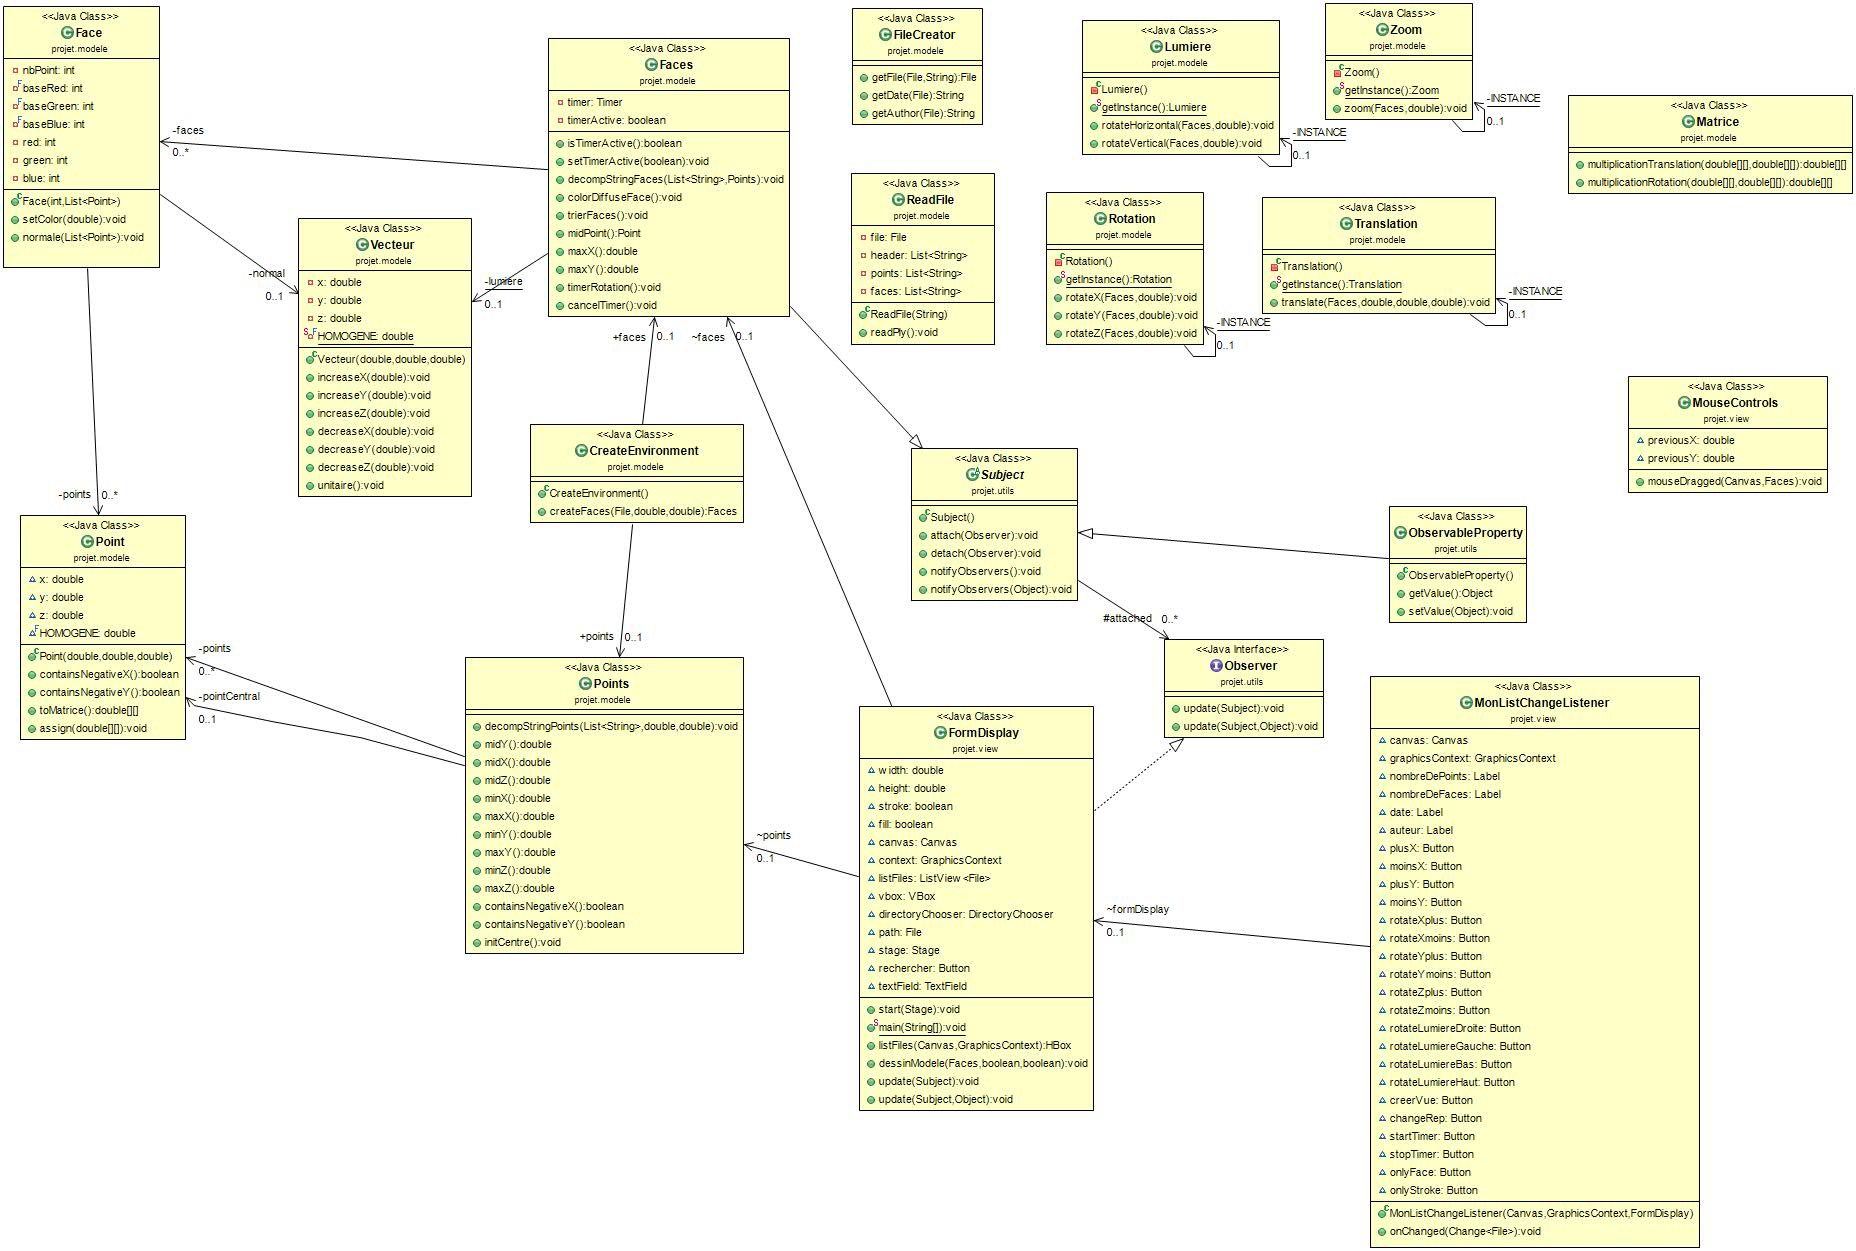 <<Java Class>>
Face
projet.modele
nbPoint: int
baseRed: int
baseGreen: int
baseBlue: int
red: int
green: int
blue: int
Face(int,List<Point>)
setColor(double):void
normale(List<Point>):void
<<Java Class>>
Faces
projet.modele
timer: Timer
timerActive: boolean
isTimerActive():boolean
setTimerActive(boolean):void
decompStringFaces(List<String>,Points):void
colorDiffuseFace():void
trierFaces():void
midPoint():Point
maxX():double
maxY():double
timerRotation():void
cancelTimer():void
<<Java Class>>
FileCreator
projet.modele
getFile(File,String):File
getDate(File):String
getAuthor(File):String
<<Java Class>>
Lumiere
projet.modele
Lumiere()
getInstance():Lumiere
rotateHorizontal(Faces,double):void
rotateVertical(Faces,double):void
-INSTANCE
0..1
<<Java Class>>
Zoom
projet.modele
Zoom()
getInstance():Zoom
zoom(Faces,double):void
-INSTANCE
0..1
<<Java Class>>
Matrice
projet.modele
multiplicationTranslation(double[][],double[][]):double[][]
multiplicationRotation(double[][],double[][]):double[][]
-faces
0..*
<<Java Class>>
Vecteur
projet.modele
x: double
y: double
z: double
HOMOGENE: double
Vecteur(double,double,double)
increaseX(double):void
increaseY(double):void
increaseZ(double):void
decreaseX(double):void
decreaseY(double):void
decreaseZ(double):void
unitaire():void
-normal
0..1
-lumiere
0..1
<<Java Class>>
ReadFile
projet.modele
file: File
header: List<String>
points: List<String>
faces: List<String>
ReadFile(String)
readPly():void
<<Java Class>>
Rotation
projet.modele
Rotation()
getInstance():Rotation
rotateX(Faces,double):void
rotateY(Faces,double):void
rotateZ(Faces,double):void
-INSTANCE
0..1
<<Java Class>>
Translation
projet.modele
Translation()
getInstance():Translation
translate(Faces,double,double,double):void
-INSTANCE
0..1
+faces
0..1
~faces
0..1
<<Java Class>>
MouseControls
projet.view
previousX: double
previousY: double
mouseDragged(Canvas,Faces):void
<<Java Class>>
CreateEnvironment
projet.modele
CreateEnvironment()
createFaces(File,double,double):Faces
<<Java Class>>
Subject
projet.utils
Subject()
attach(Observer):void
detach(Observer):void
notifyObservers():void
notifyObservers(Object):void
<<Java Class>>
ObservableProperty
projet.utils
ObservableProperty()
getValue():Object
setValue(Object):void
-points
0..*
<<Java Class>>
Point
projet.modele
x: double
y: double
z: double
HOMOGENE: double
Point(double,double,double)
containsNegativeX():boolean
containsNegativeY():boolean
toMatrice():double[][]
assign(double[][]):void
-points
0..*
-pointCentral
0..1
+points
0..1
#attached
0..*
<<Java Class>>
Points
projet.modele
decompStringPoints(List<String>,double,double):void
midY():double
midX():double
midZ():double
minX():double
maxX():double
minY():double
maxY():double
minZ():double
maxZ():double
containsNegativeX():boolean
containsNegativeY():boolean
initCentre():void
<<Java Interface>>
Observer
projet.utils
update(Subject):void
update(Subject,Object):void
~points
0..1
<<Java Class>>
FormDisplay
projet.view
width: double
height: double
stroke: boolean
fill: boolean
canvas: Canvas
context: GraphicsContext
listFiles: ListView <File>
vbox: VBox
directoryChooser: DirectoryChooser
path: File
stage: Stage
rechercher: Button
textField: TextField
start(Stage):void
main(String[]):void
listFiles(Canvas,GraphicsContext):HBox
dessinModele(Faces,boolean,boolean):void
update(Subject):void
update(Subject,Object):void
~formDisplay
0..1
<<Java Class>>
MonListChangeListener
projet.view
canvas: Canvas
graphicsContext: GraphicsContext
nombreDePoints: Label
nombreDeFaces: Label
date: Label
auteur: Label
plusX: Button
moinsX: Button
plusY: Button
moinsY: Button
rotateXplus: Button
rotateXmoins: Button
rotateYplus: Button
rotateYmoins: Button
rotateZplus: Button
rotateZmoins: Button
rotateLumiereDroite: Button
rotateLumiereGauche: Button
rotateLumiereBas: Button
rotateLumiereHaut: Button
creerVue: Button
changeRep: Button
startTimer: Button
stopTimer: Button
onlyFace: Button
onlyStroke: Button
MonListChangeListener(Canvas,GraphicsContext,FormDisplay)
onChanged(Change<File>):void